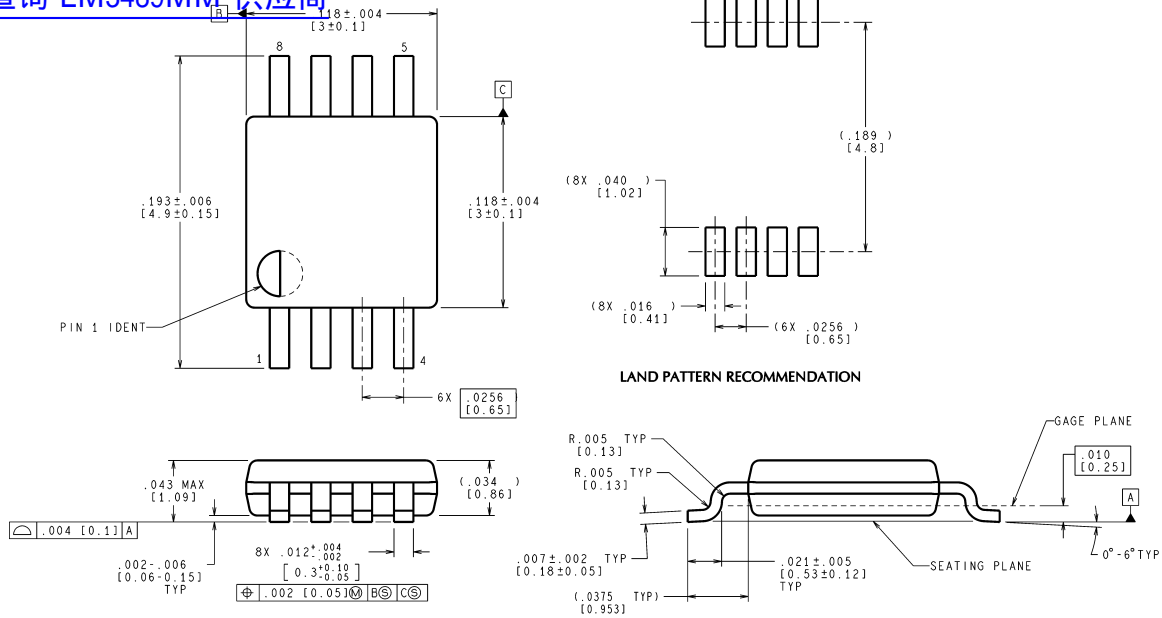 B
.118±.004
[3±0.1]
8
5
C
.193±.006
[4.9±0.15]
.118±.004
[3±0.1]
PIN 1 IDENT
1
4
6X .0256
[0.65]
(.189 )
[4.8]
(8X .040 )
[1.02]
(8X .016 )
[0.41]
(6X .0256 )
[0.65]
LAND PATTERN RECOMMENDATION
.043 MAX
[1.09]
(.034 )
[0.86]
⌓ .004 [0.1] A
.002-.006
[0.06-0.15]
TYP
8X .012 +.004 -.002
[ 0.3 +0.10 -0.05 ]
⌖ .002 [0.05]Ⓜ BⓈ CⓈ
R.005 TYP
[0.13]
R.005 TYP
[0.13]
GAGE PLANE
.010
[0.25]
A
0°-6° TYP
SEATING PLANE
.007±.002 TYP
[0.18±0.05]
.021±.005
[0.53±0.12]
TYP
(.0375 TYP)
[0.953]